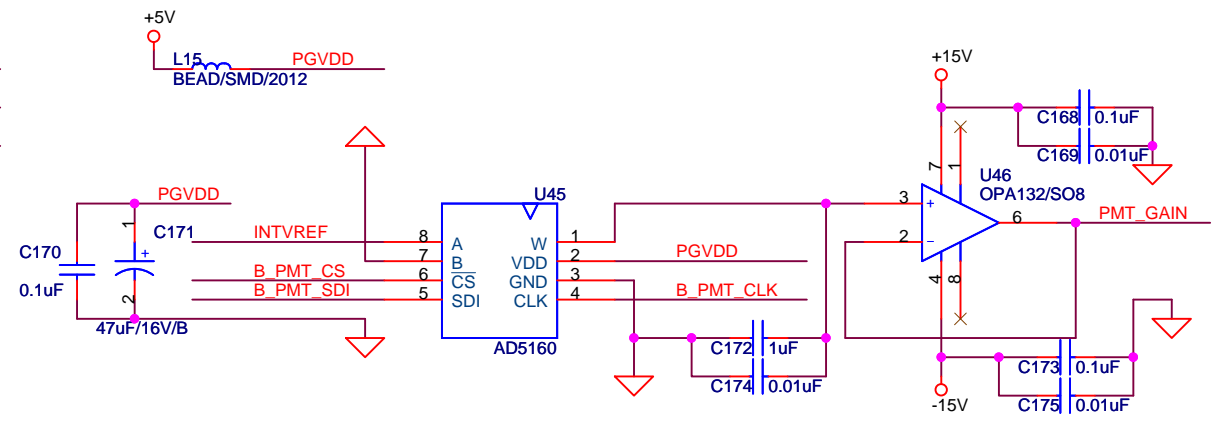 +5V
L15
PGVDD
BEAD/SMD/2012
+15V
C168
0.1uF
C169
0.01uF
7
1
U46
OPA132/SO8
PGVDD
U45
3
+
6
PMT_GAIN
1
C171
+
INTVREF
8
A
W
1
2
−
C170
7
B
VDD
2
PGVDD
B_PMT_CS
6
CS
GND
3
4
8
0.1uF
2
B_PMT_SDI
5
SDI
CLK
4
B_PMT_CLK
47uF/16V/B
AD5160
C172
1uF
C174
0.01uF
C173
0.1uF
-15V
C175
0.01uF